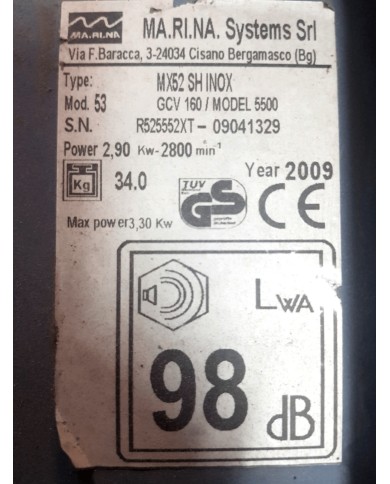 MA.RI.NA
MA.RI.NA. Systems Srl
Via F.Baracca, 3-24034 Cisano Bergamasco (Bg)
Type: MX52 SH INOX
Mod. 53 GCV 160 / MODEL 5500
S.N. R525552XT- 09041329
Power 2,90 Kw-2800 min⁻¹
Kg 34.0
TUV
GS
CE
Year 2009
Max power3,30 Kw
LWA
98 dB